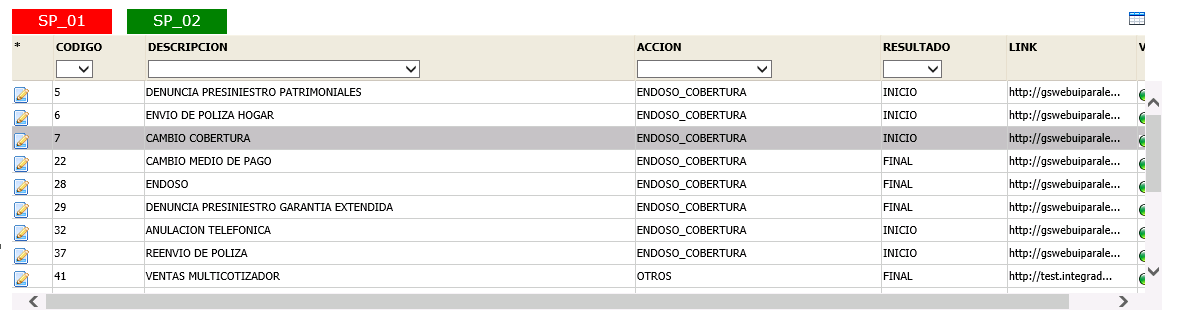 SP_01 SP_02
* CODIGO DESCRIPCION ACCION RESULTADO LINK V
5 DENUNCIA PRESINIESTRO PATRIMONIALES ENDOSO_COBERTURA INICIO http://gswebuiparale...
6 ENVIO DE POLIZA HOGAR ENDOSO_COBERTURA INICIO http://gswebuiparale...
7 CAMBIO COBERTURA ENDOSO_COBERTURA INICIO http://gswebuiparale...
22 CAMBIO MEDIO DE PAGO ENDOSO_COBERTURA FINAL http://gswebuiparale...
28 ENDOSO ENDOSO_COBERTURA FINAL http://gswebuiparale...
29 DENUNCIA PRESINIESTRO GARANTIA EXTENDIDA ENDOSO_COBERTURA FINAL http://gswebuiparale...
32 ANULACION TELEFONICA ENDOSO_COBERTURA INICIO http://gswebuiparale...
37 REENVIO DE POLIZA ENDOSO_COBERTURA INICIO http://gswebuiparale...
41 VENTAS MULTICOTIZADOR OTROS FINAL http://test.integrad...